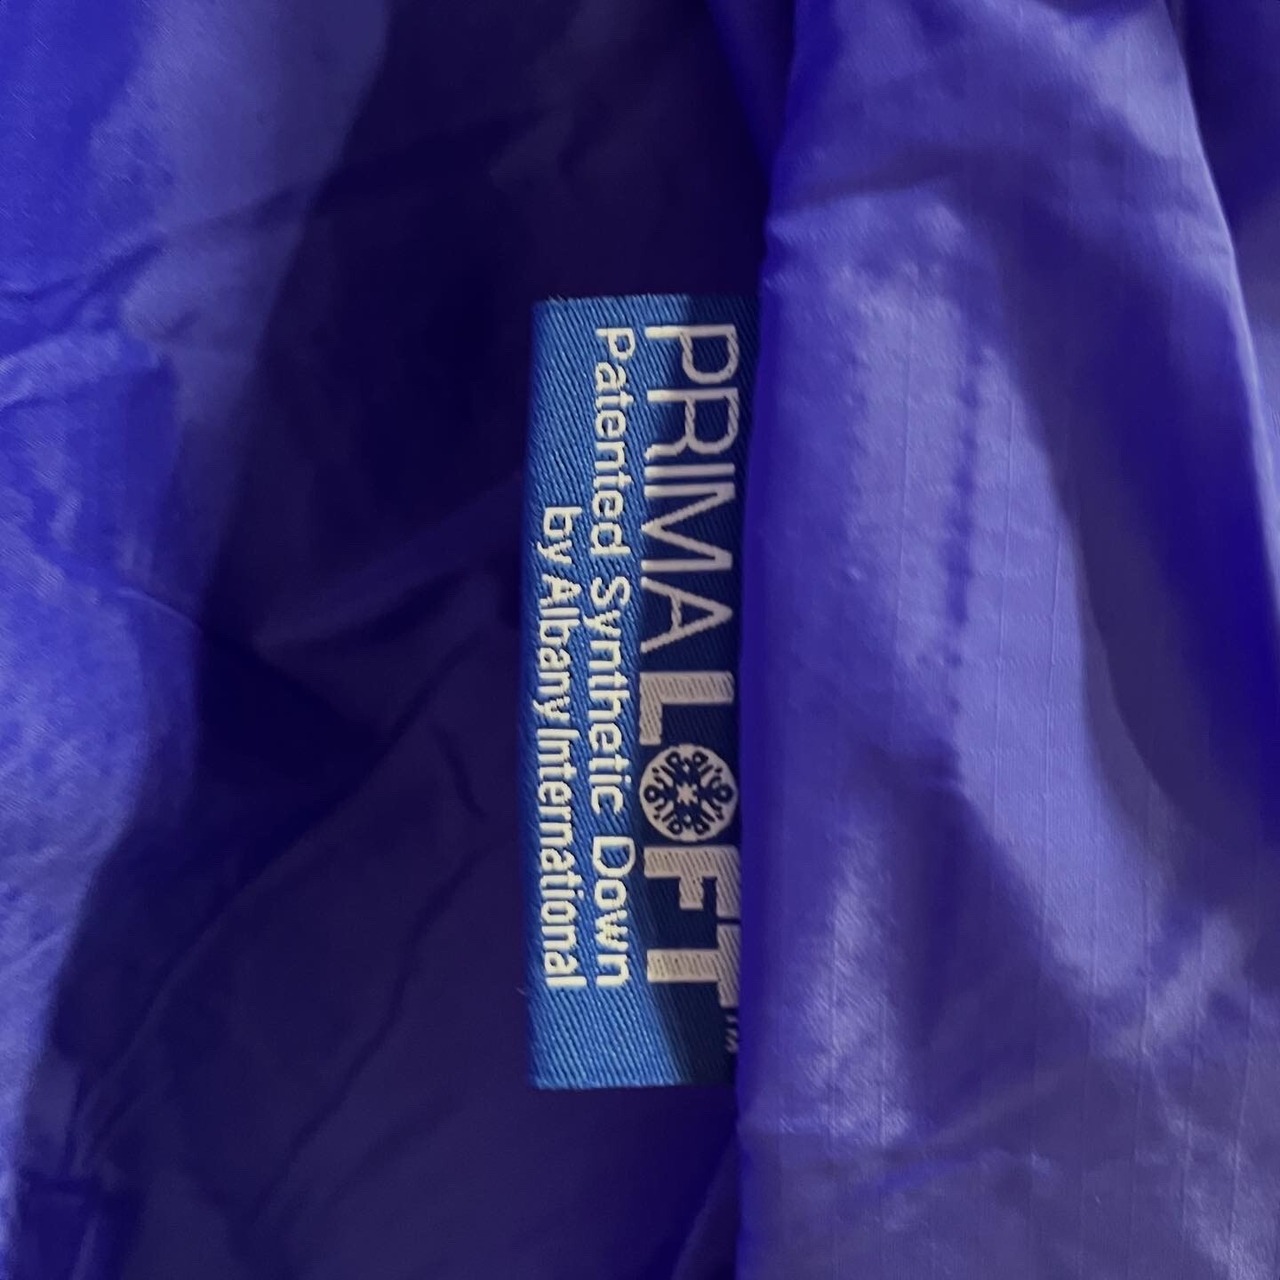 PRIMALOFT™
Patented Synthetic Down
by Albany International